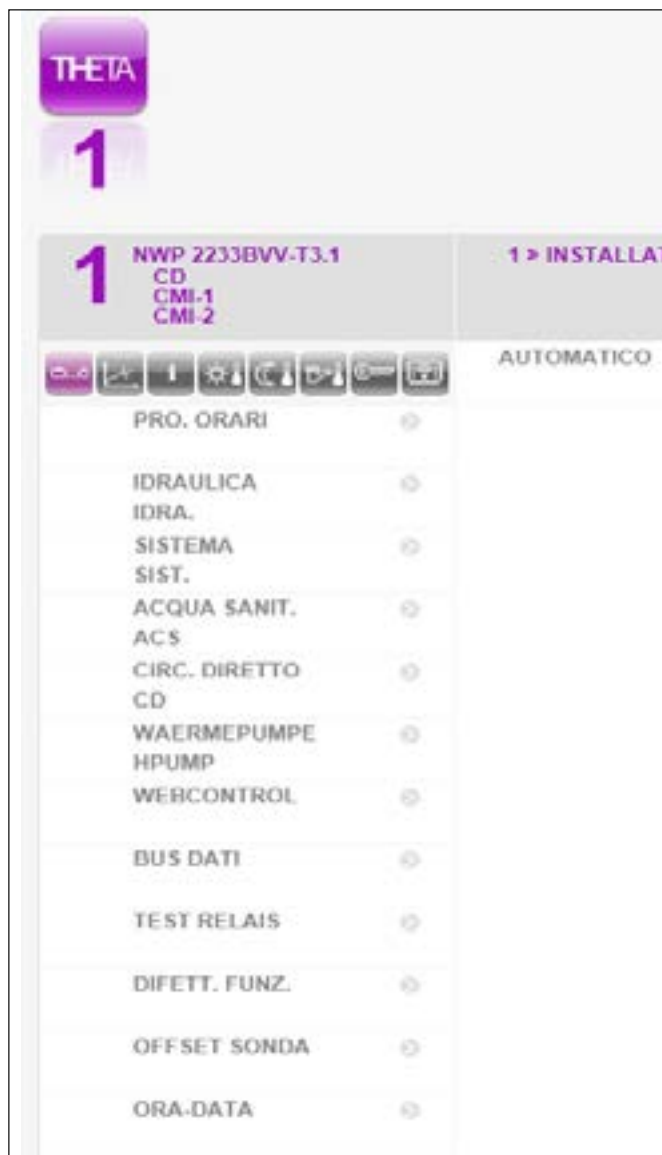 THETA
1
1
NWP 2233BVV-T3.1
CD
CMI-1
CMI-2
1 > INSTALLAT
AUTOMATICO
PRO. ORARI
IDRAULICA
IDRA.
SISTEMA
SIST.
ACQUA SANIT.
ACS
CIRC. DIRETTO
CD
WAERMEPUMPE
HPUMP
WEBCONTROL
BUS DATI
TEST RELAIS
DIFETT. FUNZ.
OFFSET SONDA
ORA-DATA